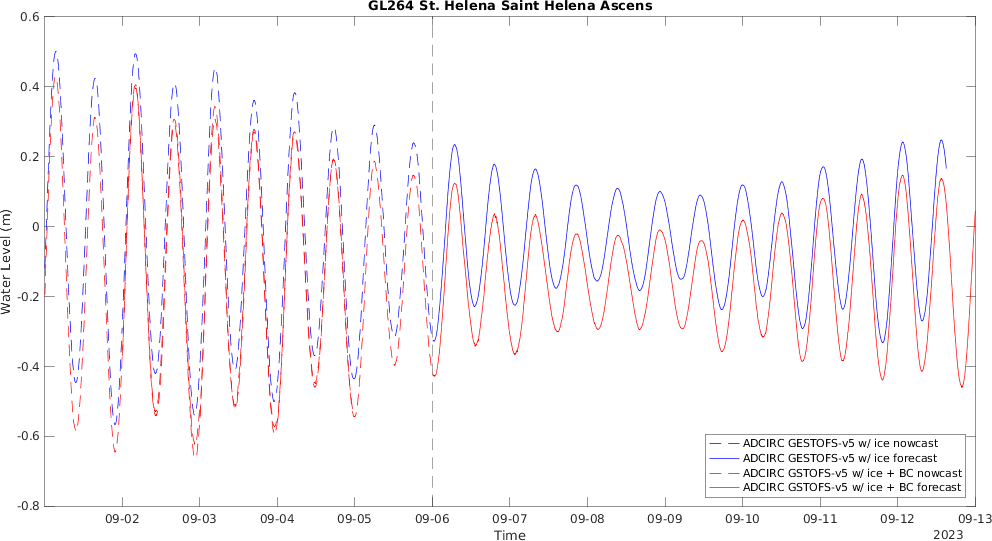 GL264 St. Helena Saint Helena Ascens
0.6
0.4
0.2
0
-0.2
-0.4
-0.6
-0.8
Water Level (m)
09-02 09-03 09-04 09-05 09-06 09-07 09-08 09-09 09-10 09-11 09-12 09-13
Time
2023
ADCIRC GESTOFS-v5 w/ ice nowcast
ADCIRC GESTOFS-v5 w/ ice forecast
ADCIRC GSTOFS-v5 w/ ice + BC nowcast
ADCIRC GSTOFS-v5 w/ ice + BC forecast